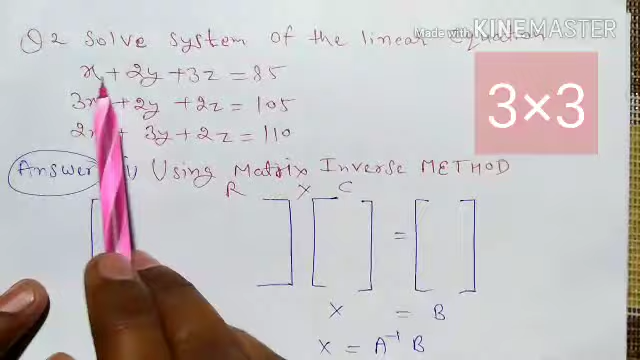 Made with KINEMASTER
Q2 Solve system of the linear Equation
x + 2y + 3z = 85
3x + 2y + 2z = 105
2x + 3y + 2z = 110
3×3
Answer Using Matrix Inverse METHOD
R X C
[ ] [ ] = [ ]
X = B
X = A⁻¹ B